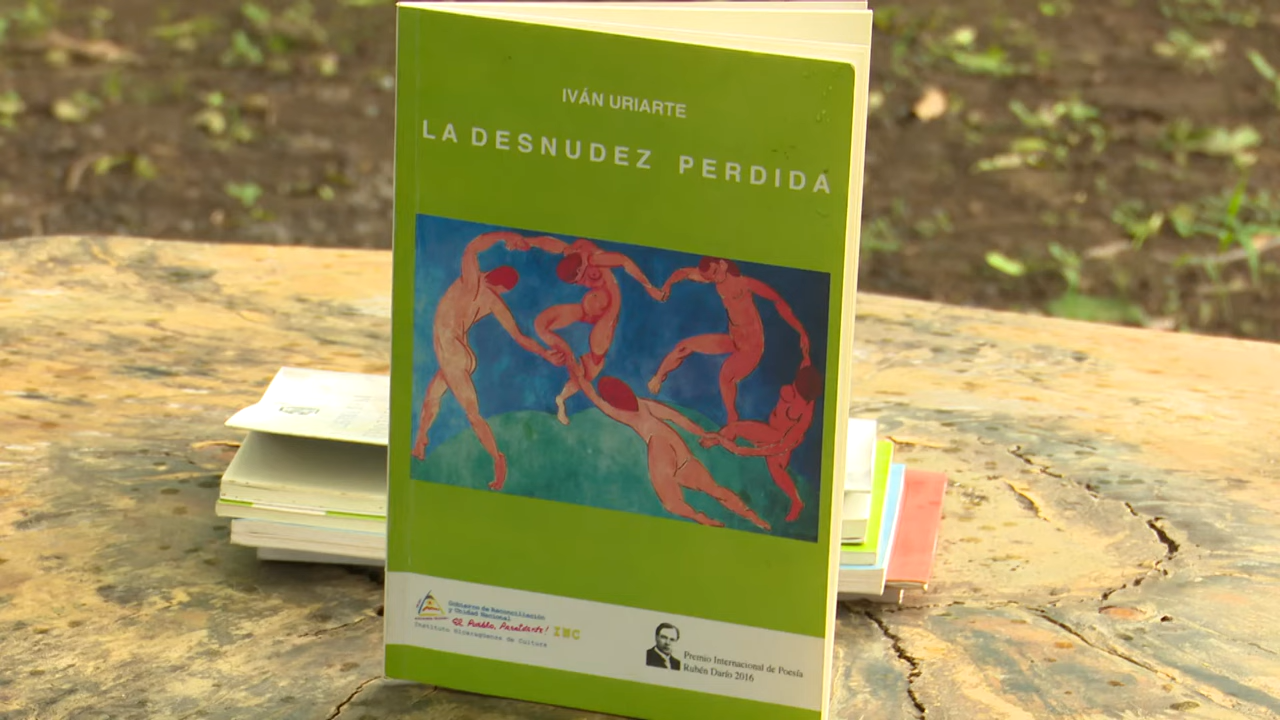 IVÁN URIARTE
LA DESNUDEZ PERDIDA
Gobierno de Reconciliación
y Unidad Nacional
El Pueblo, Presidente!
INC
Instituto Nicaragüense de Cultura
Premio Internacional de Poesía
Rubén Darío 2016